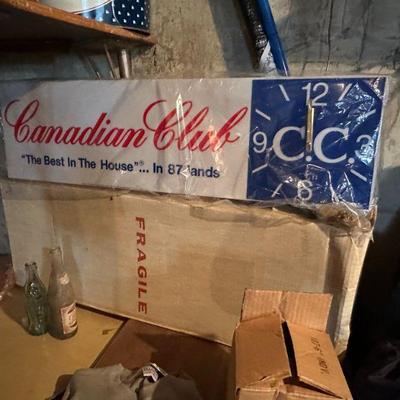 Canadian Club
"The Best In The House"® ... In 87 Lands
12
9 C.C. 3
6
FRAGILE